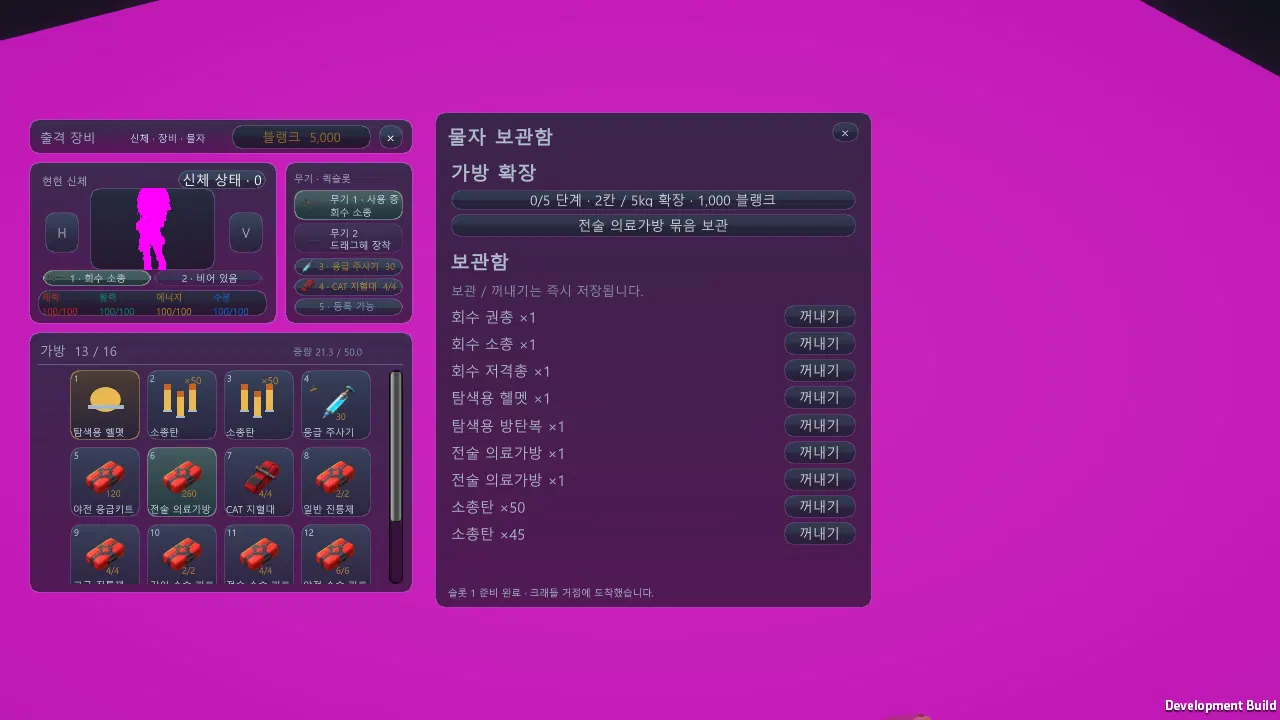 출격 장비
신체 · 장비 · 물자
블랭크 5,000
×
현현 신체
신체 상태 · 0
H
V
1 · 회수 소총
2 · 비어 있음
체력
활력
에너지
수분
100/100
100/100
100/100
100/100
무기 · 퀵슬롯
무기 1 · 사용 중
회수 소총
무기 2
드래그해 장착
3 · 응급 주사기 30
4 · CAT 지혈대 4/4
5 · 등록 가능
가방 13 / 16
중량 21.3 / 50.0
1
탐색용 헬멧
2
×50
소총탄
3
×50
소총탄
4
30
응급 주사기
5
120
야전 응급키트
6
260
전술 의료가방
7
4/4
CAT 지혈대
8
2/2
일반 진통제
9
4/4
10
2/2
11
4/4
12
6/6
물자 보관함
×
가방 확장
0/5 단계 · 2칸 / 5kg 확장 · 1,000 블랭크
전술 의료가방 묶음 보관
보관함
보관 / 꺼내기는 즉시 저장됩니다.
회수 권총 ×1 꺼내기
회수 소총 ×1 꺼내기
회수 저격총 ×1 꺼내기
탐색용 헬멧 ×1 꺼내기
탐색용 방탄복 ×1 꺼내기
전술 의료가방 ×1 꺼내기
전술 의료가방 ×1 꺼내기
소총탄 ×50 꺼내기
소총탄 ×45 꺼내기
슬롯 1 준비 완료 · 크래들 거점에 도착했습니다.
Development Build